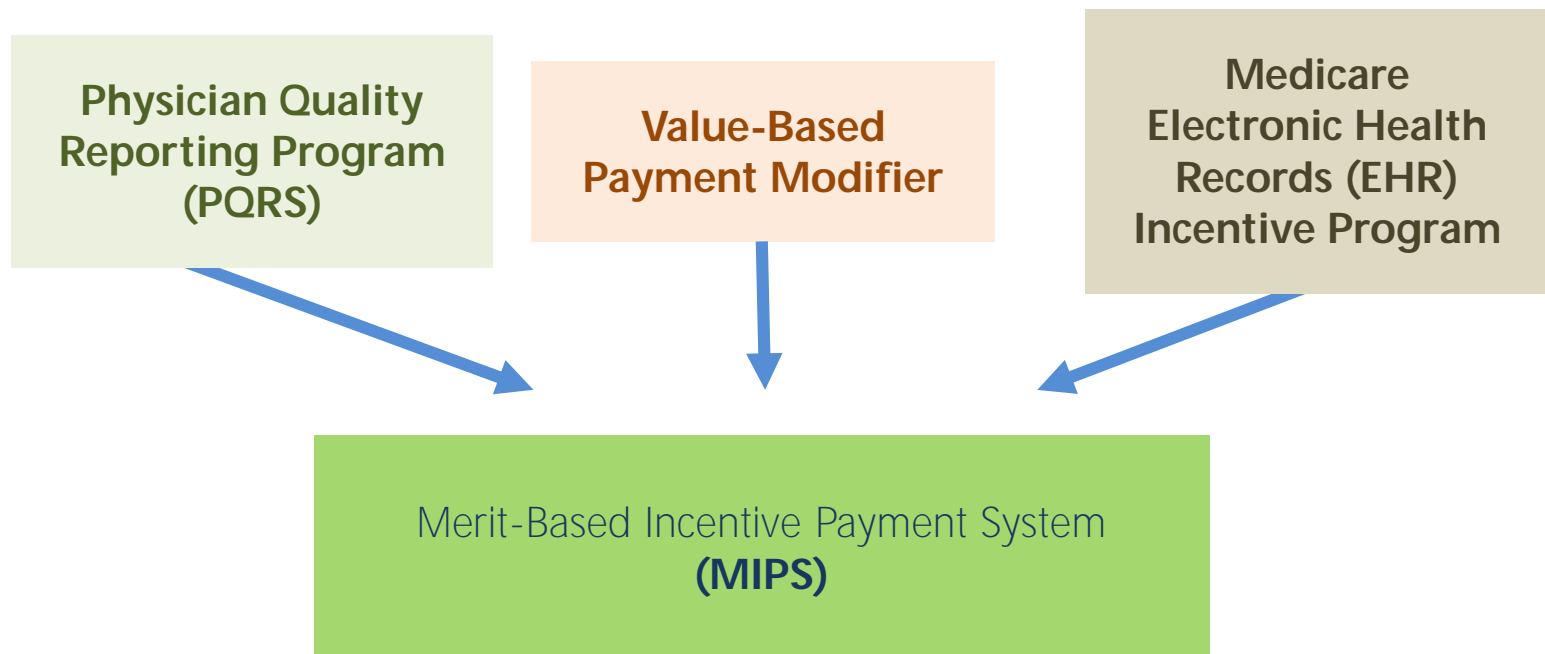 Physician Quality
Reporting Program
(PQRS)
Value-Based
Payment Modifier
Medicare
Electronic Health
Records (EHR)
Incentive Program
Merit-Based Incentive Payment System
(MIPS)